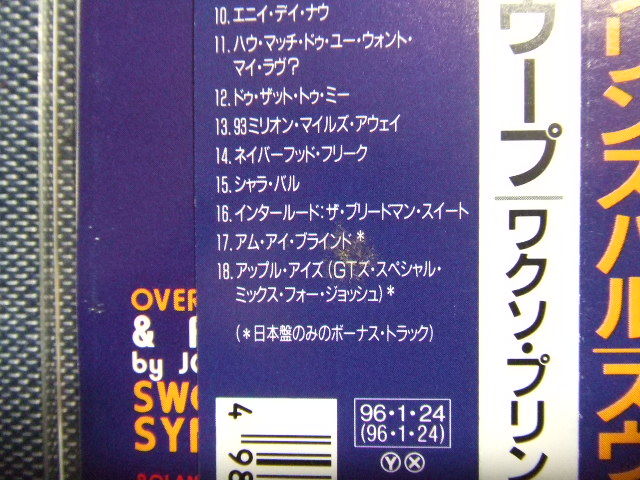 10. エニイ・デイ・ナウ
11. ハウ・マッチ・ドゥ・ユー・ウォント・
マイ・ラヴ?
12. ドゥ・ザット・トゥ・ミー
13. 93ミリオン・マイルズ・アウェイ
14. ネイバーフッド・フリーク
15. シャラ・バル
16. インタールード:ザ・ブリードマン・スイート
17. アム・アイ・ブラインド*
18. アップル・アイズ(GTズ・スペシャル・
ミックス・フォー・ジョッシュ)*
(*日本盤のみのボーナス・トラック)
96・1・24
(96・1・24)
Y X
4 98
ワープ
ワクソ・プリン
OVER
&
by JO
SWO
SY